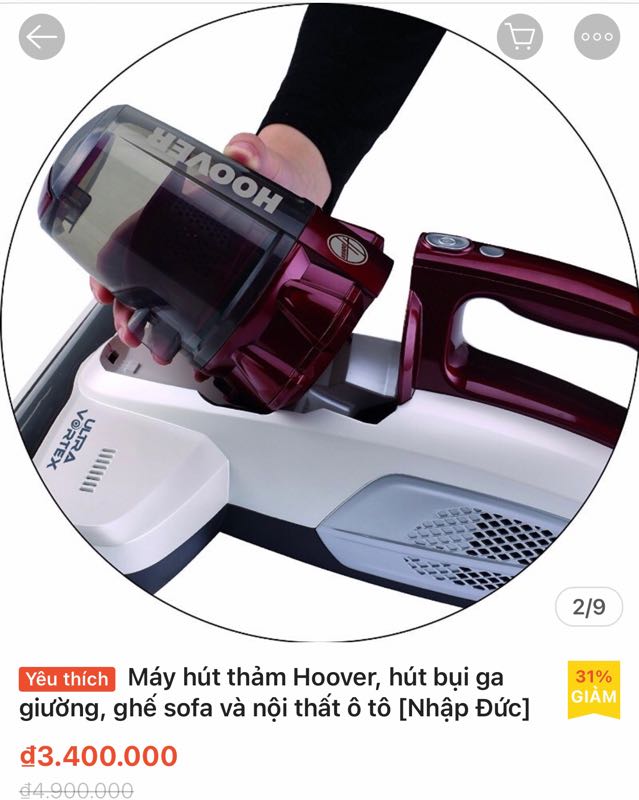 HOOVER
Hoover
ULTRA
VORTEX
2/9
Yêu thích Máy hút thảm Hoover, hút bụi ga
giường, ghế sofa và nội thất ô tô [Nhập Đức]
31%
GIẢM
₫3.400.000
₫4.900.000